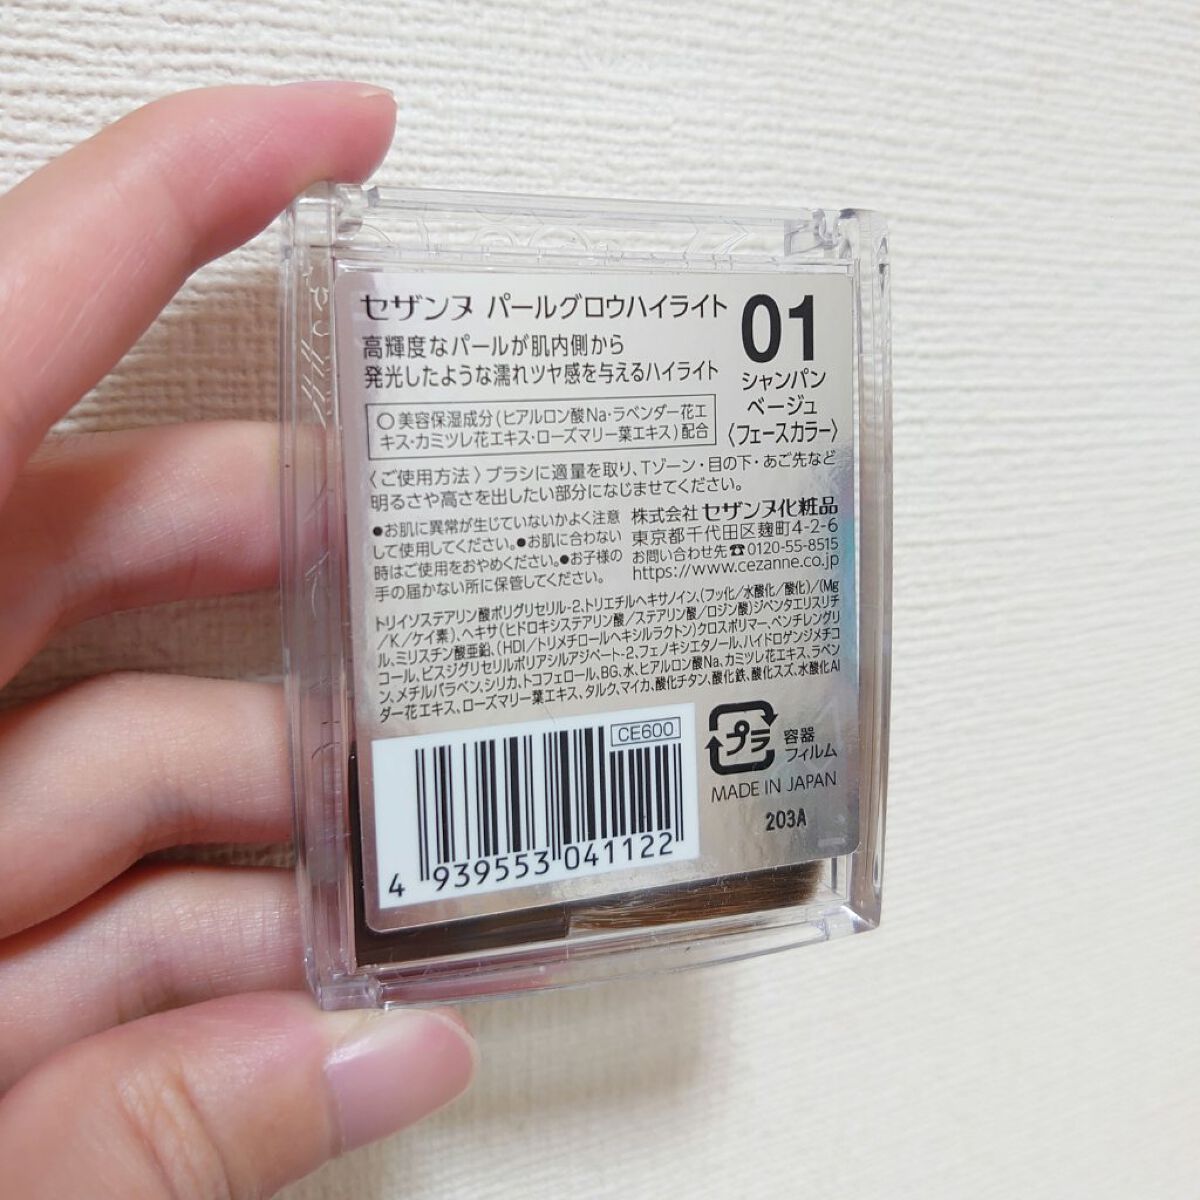 セザンヌ パールグロウハイライト
01
シャンパン
ベージュ
〈フェースカラー〉
高輝度なパールが肌内側から
発光したような濡れツヤ感を与えるハイライト
○美容保湿成分(ヒアルロン酸Na・ラベンダー花エ
キス・カミツレ花エキス・ローズマリー葉エキス)配合
〈ご使用方法〉ブラシに適量を取り、Tゾーン・目の下・あご先など
明るさや高さを出したい部分になじませてください。
●お肌に異常が生じていないかよく注意
して使用してください。●お肌に合わない
時はご使用をおやめください。●お子様の
手の届かない所に保管してください。
株式会社 セザンヌ化粧品
東京都千代田区麹町4-2-6
お問い合わせ先☎0120-55-8515
https://www.cezanne.co.jp
トリイソステアリン酸ポリグリセリル-2、トリエチルヘキサノイン、(フッ化/水酸化/酸化)/(Mg
/K/ケイ素)、ヘキサ(ヒドロキシステアリン酸/ステアリン酸/ロジン酸)ジペンタエリスリチ
ル、ミリスチン酸亜鉛、(HDI/トリメチロールヘキシルラクトン)クロスポリマー、ペンチレングリ
コール、ビスジグリセリルポリアシルアジペート-2、フェノキシエタノール、ハイドロゲンジメチコ
ン、メチルパラベン、シリカ、トコフェロール、BG、水、ヒアルロン酸Na、カミツレ花エキス、ラベン
ダー花エキス、ローズマリー葉エキス、タルク、マイカ、酸化チタン、酸化鉄、酸化スズ、水酸化Al
CE600
4 939553 041122
プラ
容器
フィルム
MADE IN JAPAN
203A